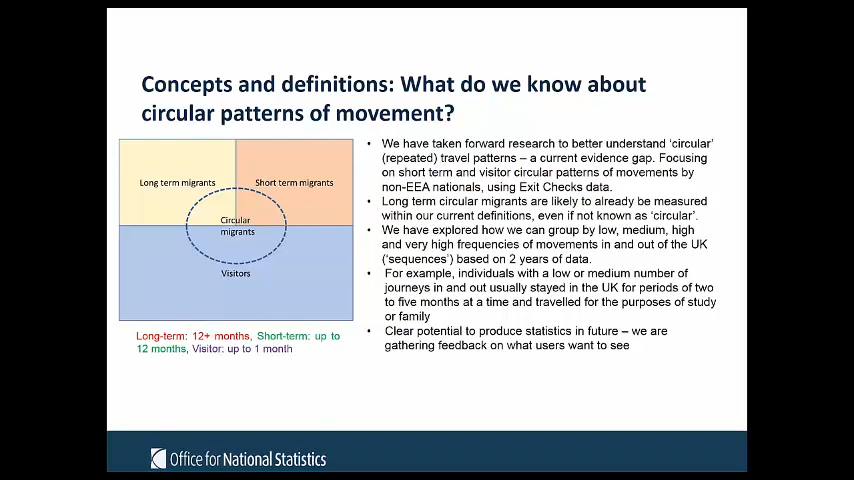 Concepts and definitions: What do we know about
circular patterns of movement?
Long term migrants
Short term migrants
Circular
migrants
Visitors
Long-term: 12+ months, Short-term: up to
12 months, Visitor: up to 1 month
• We have taken forward research to better understand ‘circular’
(repeated) travel patterns – a current evidence gap. Focusing
on short term and visitor circular patterns of movements by
non-EEA nationals, using Exit Checks data.
• Long term circular migrants are likely to already be measured
within our current definitions, even if not known as ‘circular’.
• We have explored how we can group by low, medium, high
and very high frequencies of movements in and out of the UK
(‘sequences’) based on 2 years of data.
• For example, individuals with a low or medium number of
journeys in and out usually stayed in the UK for periods of two
to five months at a time and travelled for the purposes of study
or family
• Clear potential to produce statistics in future – we are
gathering feedback on what users want to see
Office for National Statistics